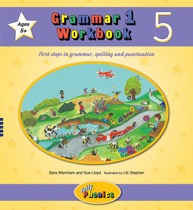 Ages
5+
Grammar 1
Workbook
5
First steps in grammar, spelling and punctuation
Sara Wernham and Sue Lloyd
Illustrated by Lib Stephen
Jolly
Phonics